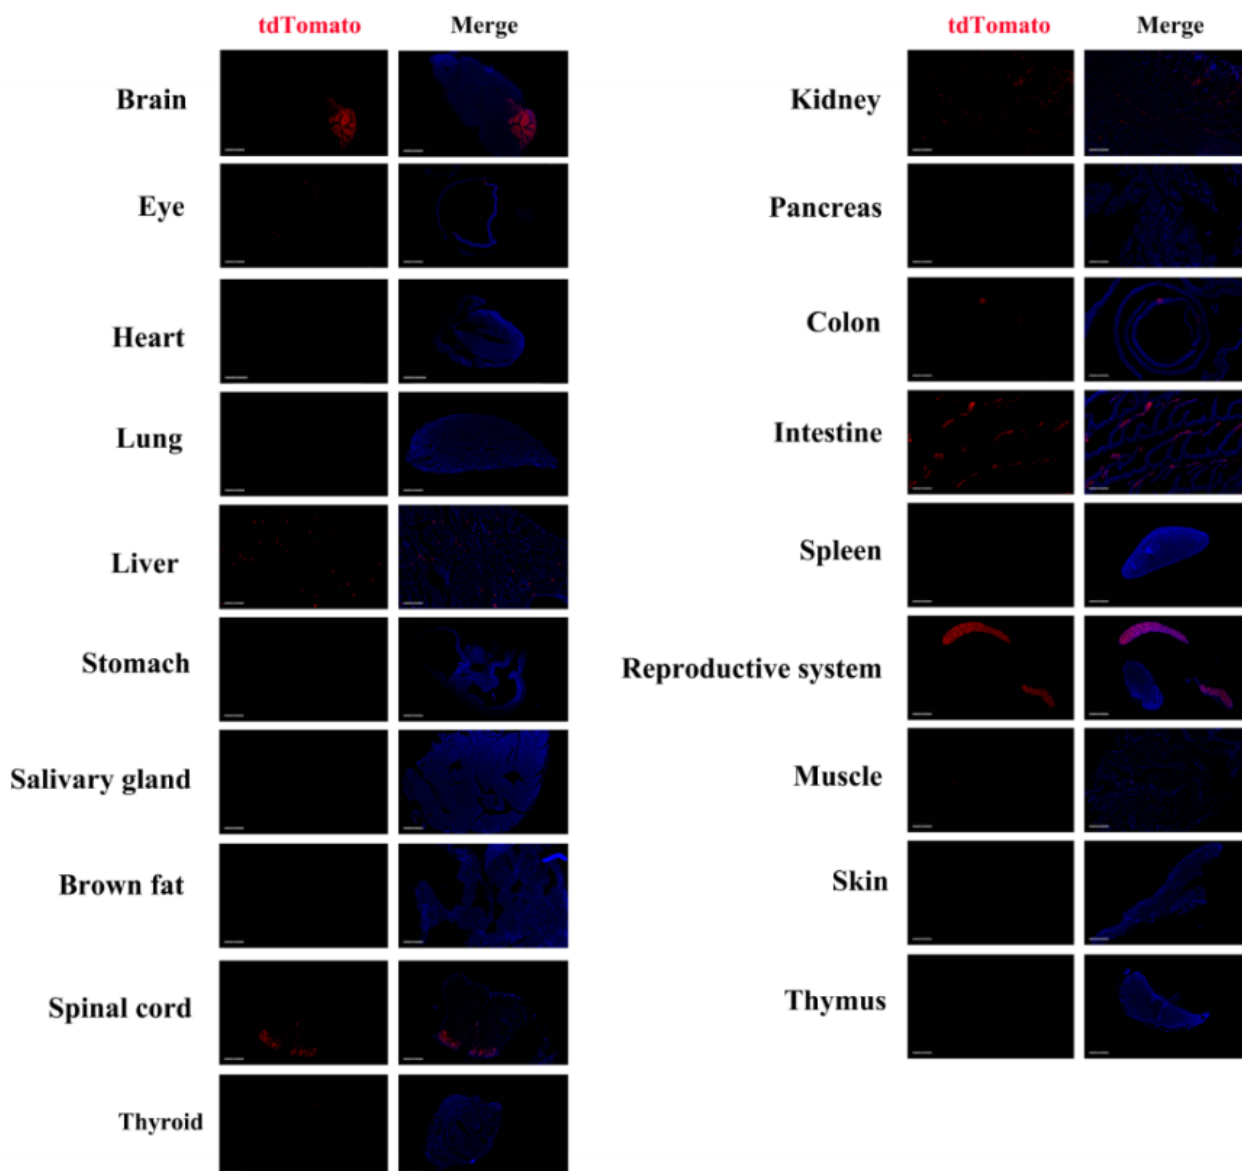 tdTomato Merge
Brain
Eye
Heart
Lung
Liver
Stomach
Salivary gland
Brown fat
Spinal cord
Thyroid
tdTomato Merge
Kidney
Pancreas
Colon
Intestine
Spleen
Reproductive system
Muscle
Skin
Thymus